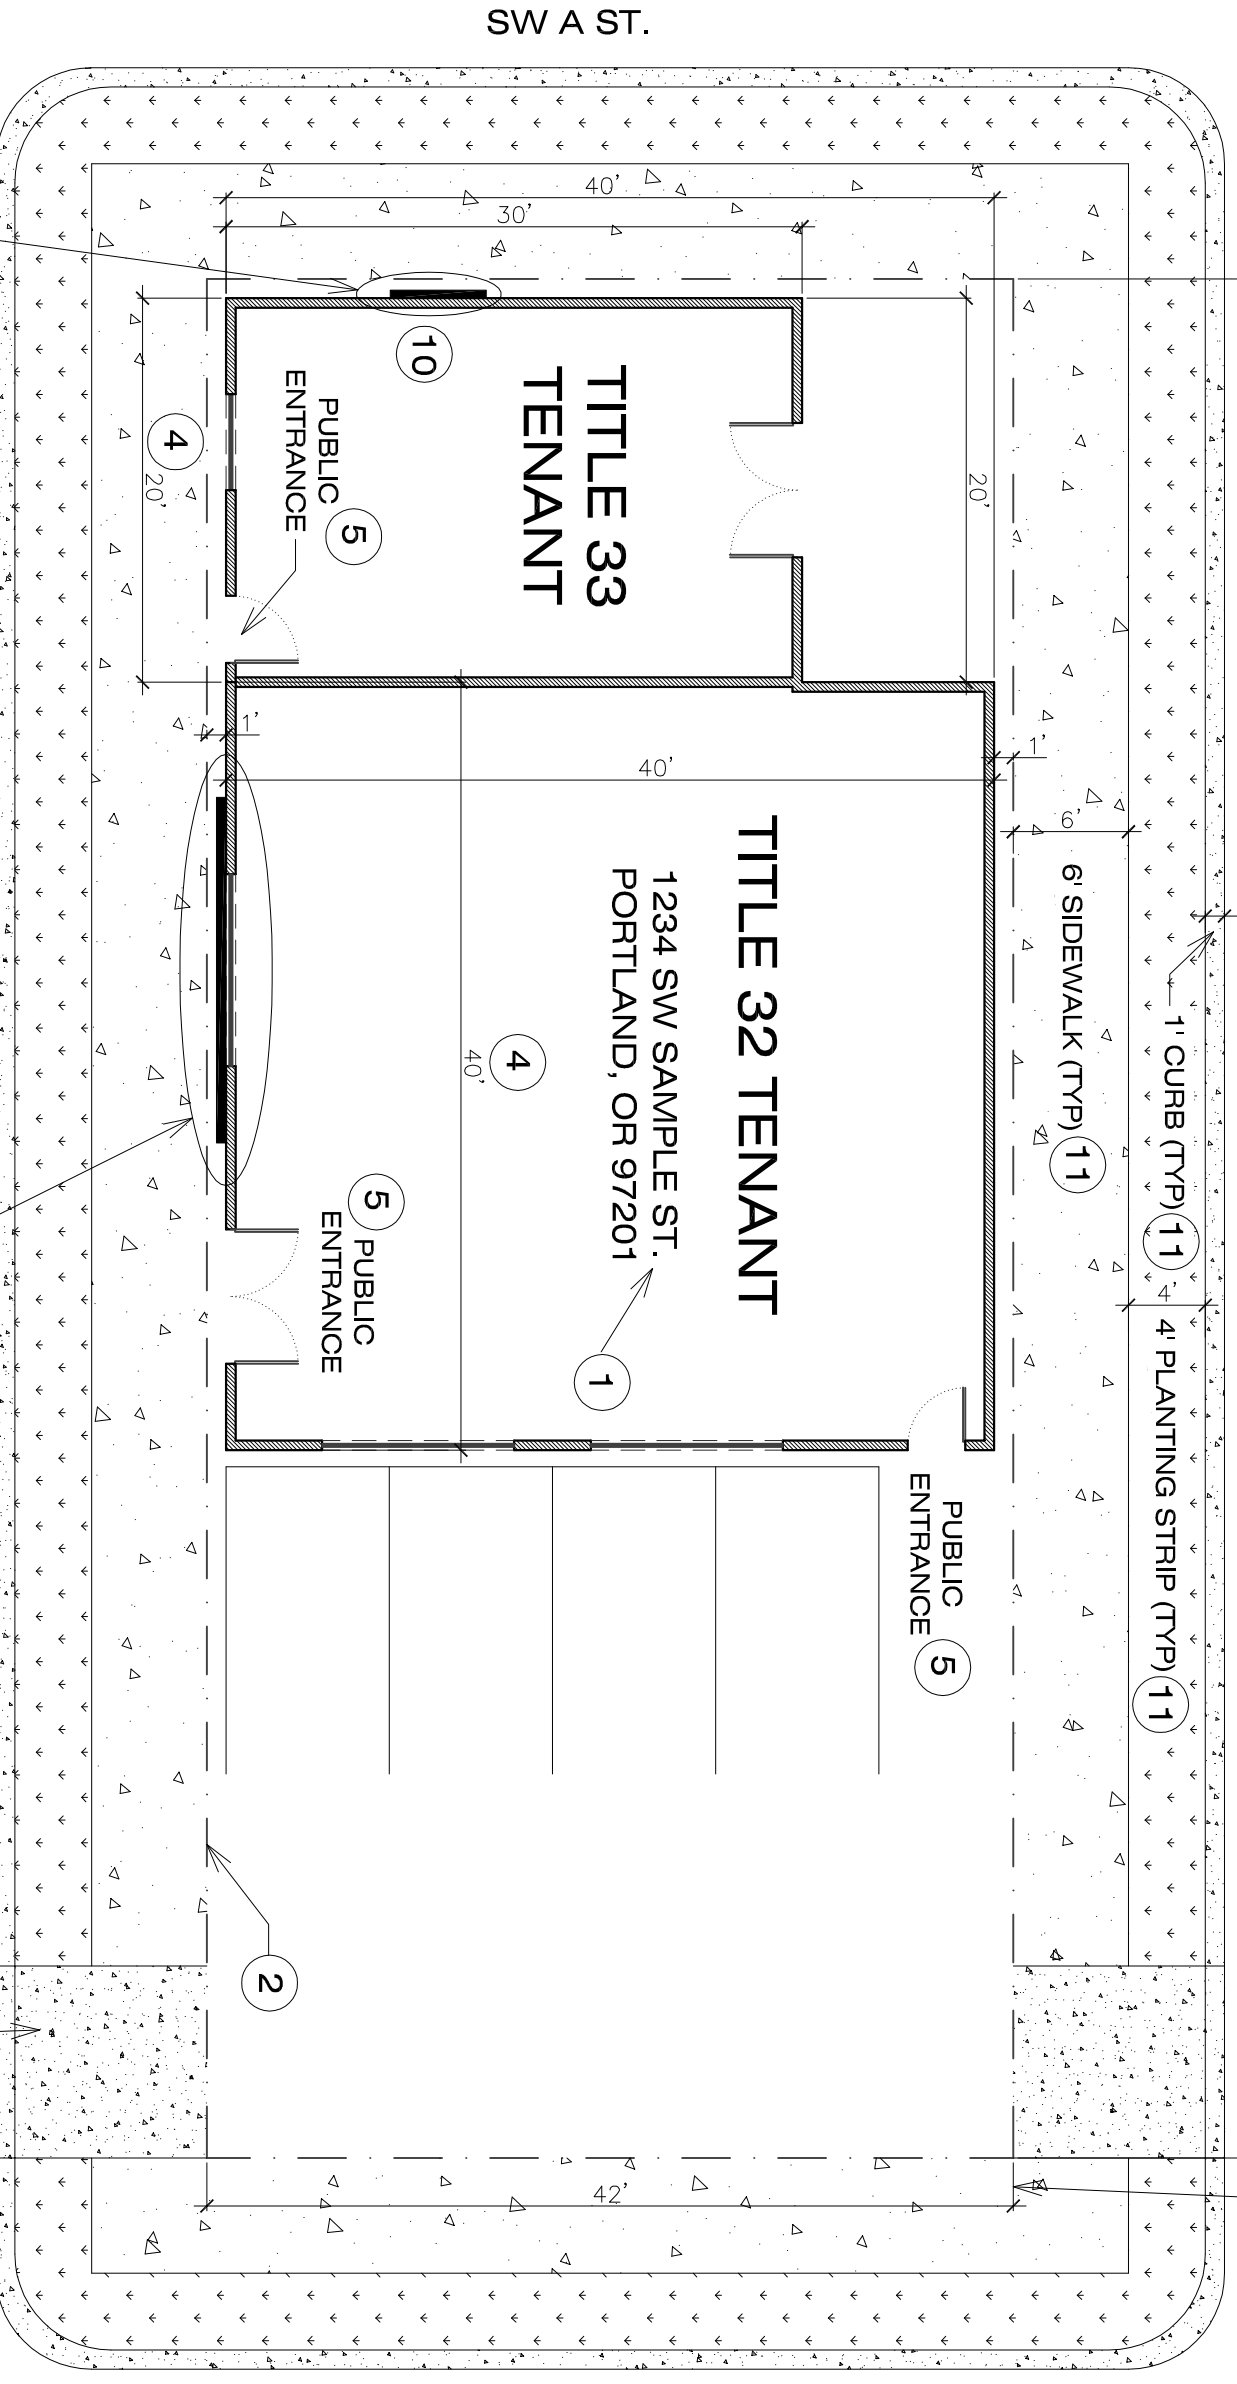 SW A ST.
40'
30'
10
TITLE 33
TENANT
PUBLIC
ENTRANCE
5
4
20'
20'
1'
40'
1'
6'
TITLE 32 TENANT
1234 SW SAMPLE ST.
PORTLAND, OR 97201
1
4
40'
6' SIDEWALK (TYP)
11
1' CURB (TYP)
11
4'
4' PLANTING STRIP (TYP)
11
5
PUBLIC
ENTRANCE
PUBLIC
ENTRANCE
5
2
42'